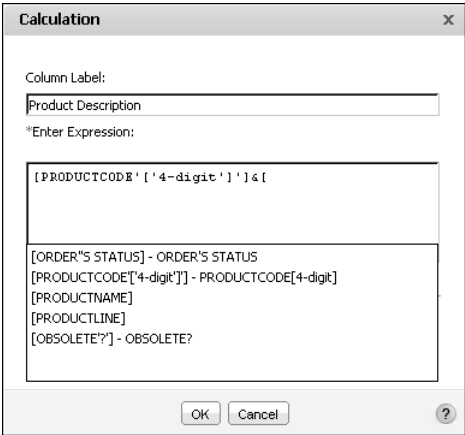 Calculation
x
Column Label:
Product Description
*Enter Expression:
[PRODUCTCODE'['4-digit']']&[
[ORDER''S STATUS] - ORDER'S STATUS
[PRODUCTCODE'['4-digit']'] - PRODUCTCODE[4-digit]
[PRODUCTNAME]
[PRODUCTLINE]
[OBSOLETE'?'] - OBSOLETE?
OK Cancel ?